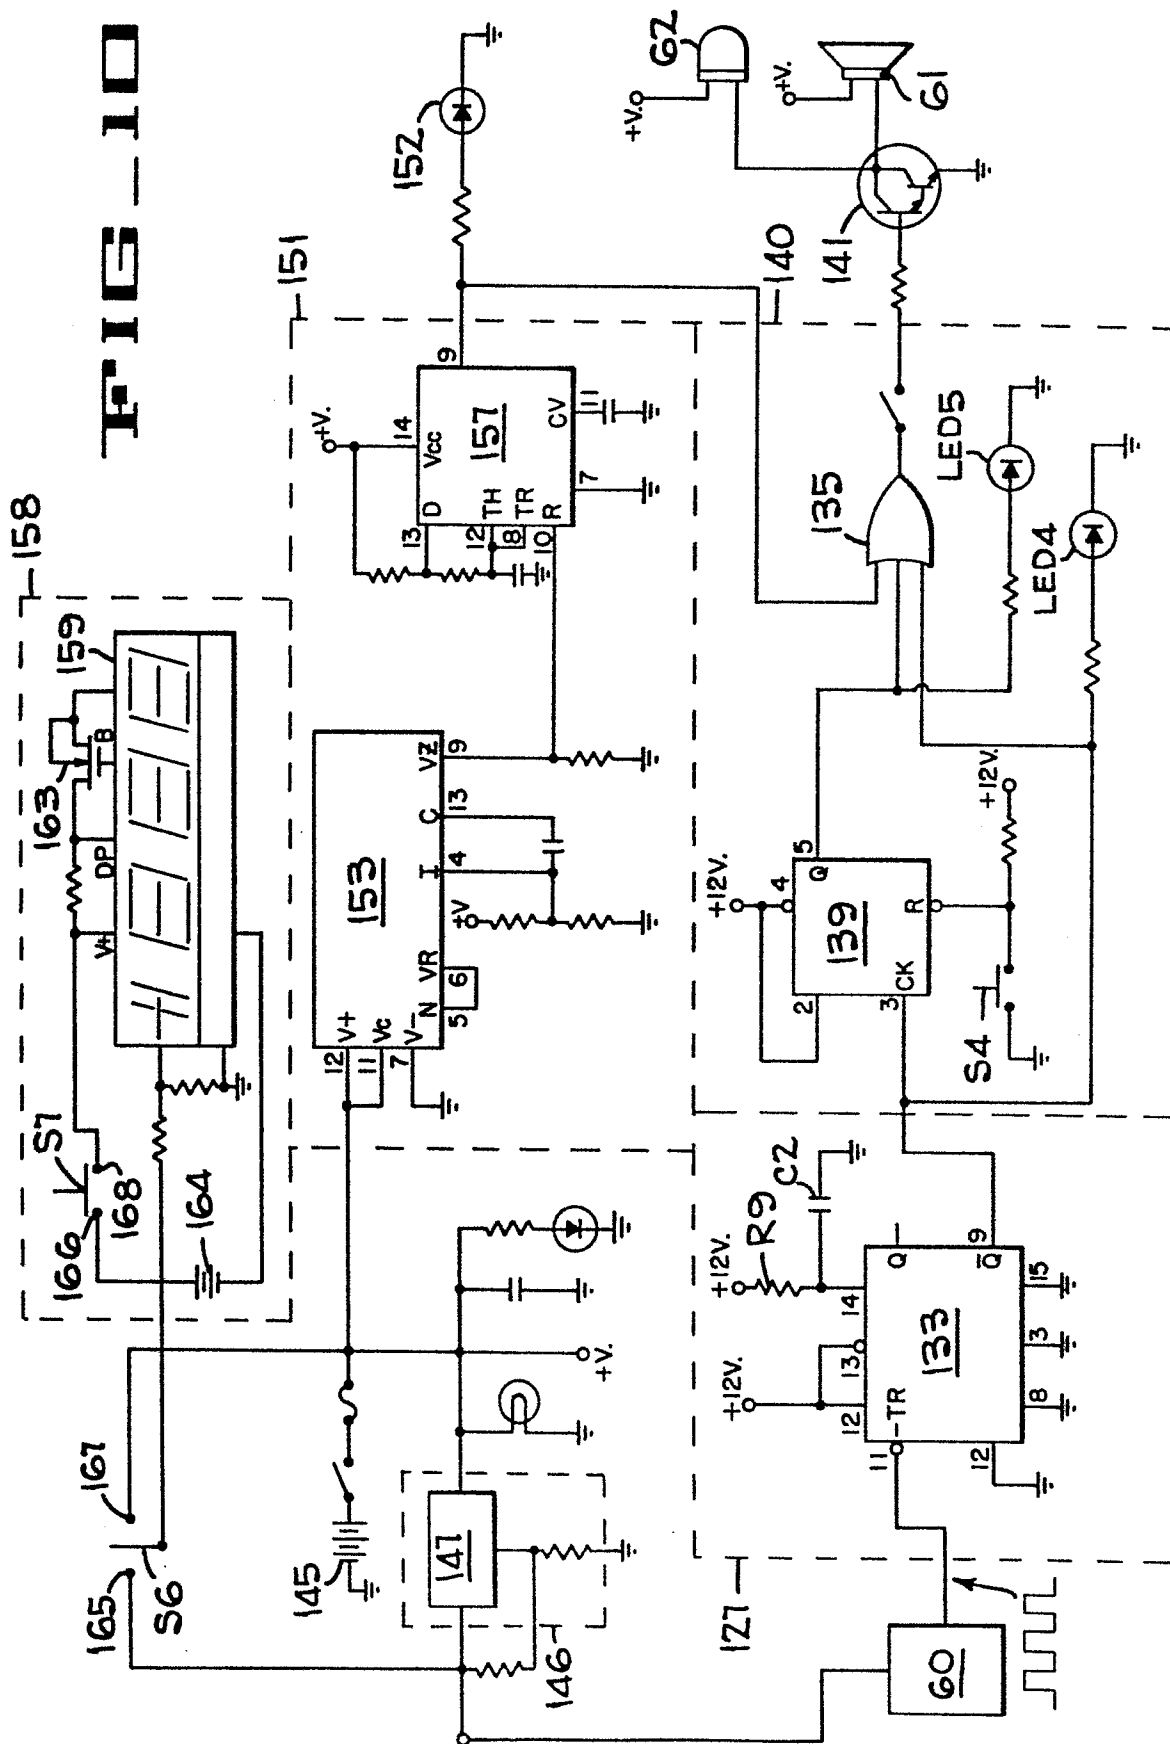 FIG_10
158
S7
166
168
164
V+
DP
163
B
159
167
165
S6
151
145
12
V+
11
Vc
7
V-
N
5
VR
6
153
+V
I
4
C
13
VZ
9
+V.
14
Vcc
13
D
157
12
TH
8
TR
10
R
CV
11
7
9
152
147
146
+V.
127
60
+12V.
12
13
+12V.
R9
14
C2
11
-TR
133
Q
Q
9
12
8
3
15
+12V.
4
2
Q
5
139
3
CK
R
S4
+12V.
135
LED5
LED4
140
141
+V.
62
+V.
61